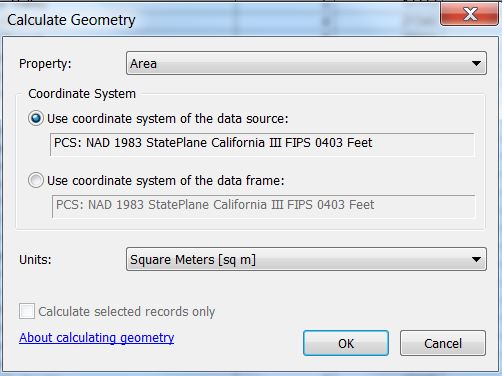 Calculate Geometry
Property: Area
Coordinate System
Use coordinate system of the data source:
PCS: NAD 1983 StatePlane California III FIPS 0403 Feet
Use coordinate system of the data frame:
PCS: NAD 1983 StatePlane California III FIPS 0403 Feet
Units: Square Meters [sq m]
Calculate selected records only
About calculating geometry
OK Cancel